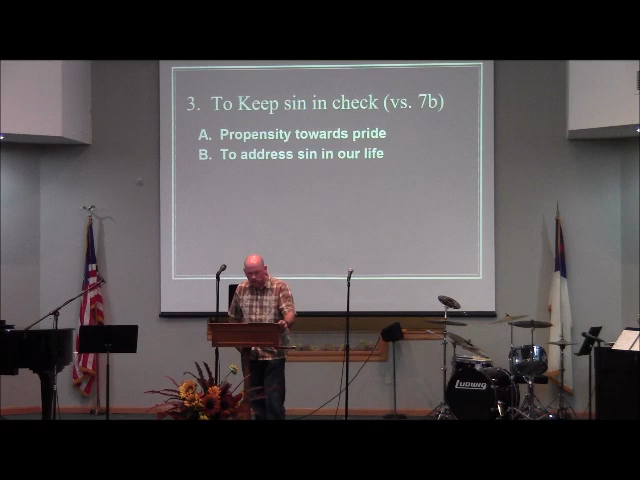 3. To Keep sin in check (vs. 7b)
A. Propensity towards pride
B. To address sin in our life
LUDWIG